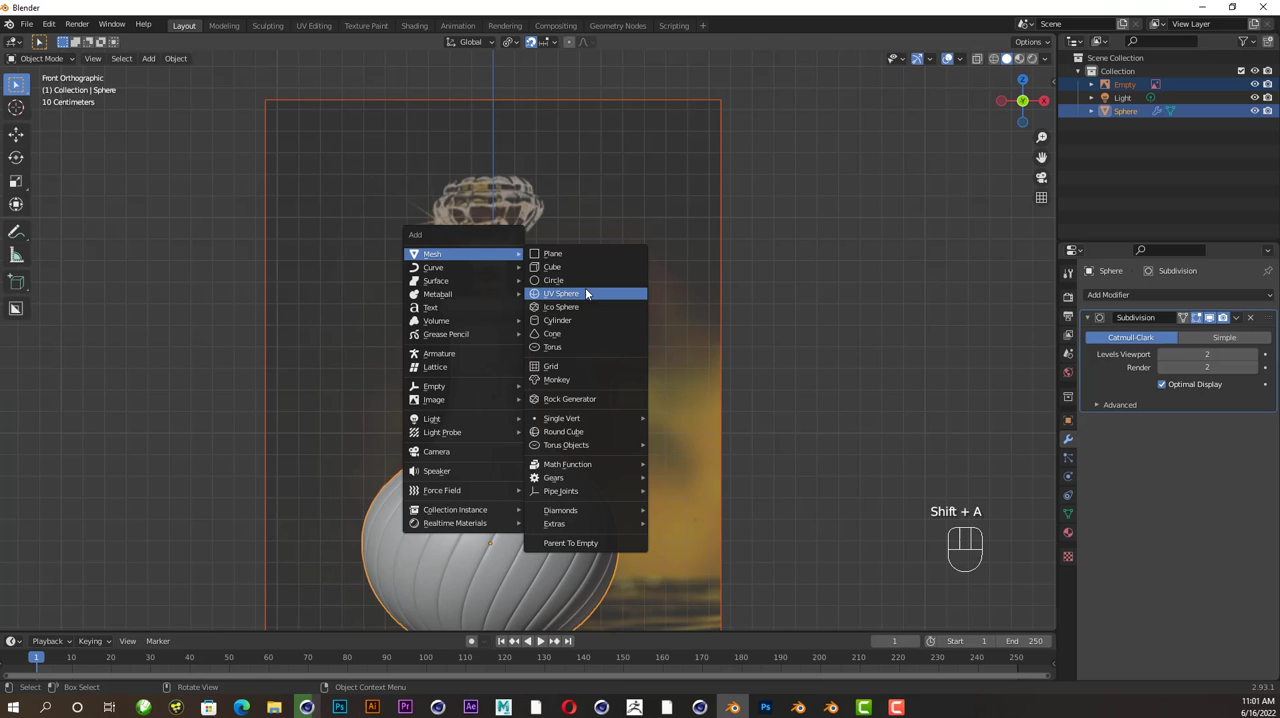 Blender
File Edit Render Window Help Layout Modeling Sculpting UV Editing Texture Paint Shading Animation Rendering Compositing Geometry Nodes Scripting + Scene View Layer
Global Options
Object Mode View Select Add Object
Front Orthographic
(1) Collection | Sphere
10 Centimeters
Z
Y
X
Scene Collection
Collection
Empty
Light
Sphere
Add
Mesh
Curve
Surface
Metaball
Text
Volume
Grease Pencil
Armature
Lattice
Empty
Image
Light
Light Probe
Camera
Speaker
Force Field
Collection Instance
Realtime Materials
Plane
Cube
Circle
UV Sphere
Ico Sphere
Cylinder
Cone
Torus
Grid
Monkey
Rock Generator
Single Vert
Round Cube
Torus Objects
Math Function
Gears
Pipe Joints
Diamonds
Extras
Parent To Empty
Sphere Subdivision
Add Modifier
Subdivision
Catmull-Clark Simple
Levels Viewport 2
Render 2
Optimal Display
Advanced
Shift + A
Playback Keying View Marker 1 Start 1 End 250
1 10 20 30 40 50 60 70 80 90 100 110 120 130 140 150 160 170 180 190 200 210 220 230 240 250
Select Box Select Rotate View Object Context Menu 2.93.1
Ps Ai Pr Ae M Ps C C
11:01 AM
6/16/2022